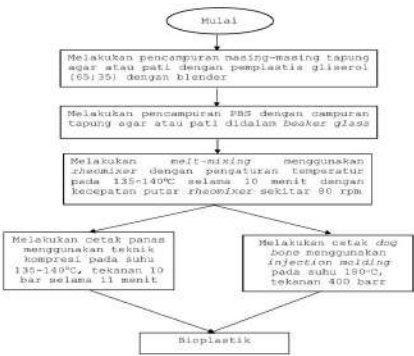 Mulai
Melakukan pencampuran masing-masing tapung
agar atau pati dengan pemplastis gliserol
(65:35) dengan blender
Melakukan pencampuran PBS dengan campuran
tapung agar atau pati didalam beaker glass
Melakukan melt-mixing menggunakan
rheomixer dengan pengaturan temperatur
pada 135-140°C selama 10 menit dengan
kecepatan putar rheomixer sekitar 80 rpm
Melakukan cetak panas
menggunakan teknik
kompresi pada suhu
135-140°C, tekanan 10
bar selama 11 menit
Melakukan cetak dog
bone menggunakan
injection molding
pada suhu 180°C,
tekanan 400 barr
Bioplastik